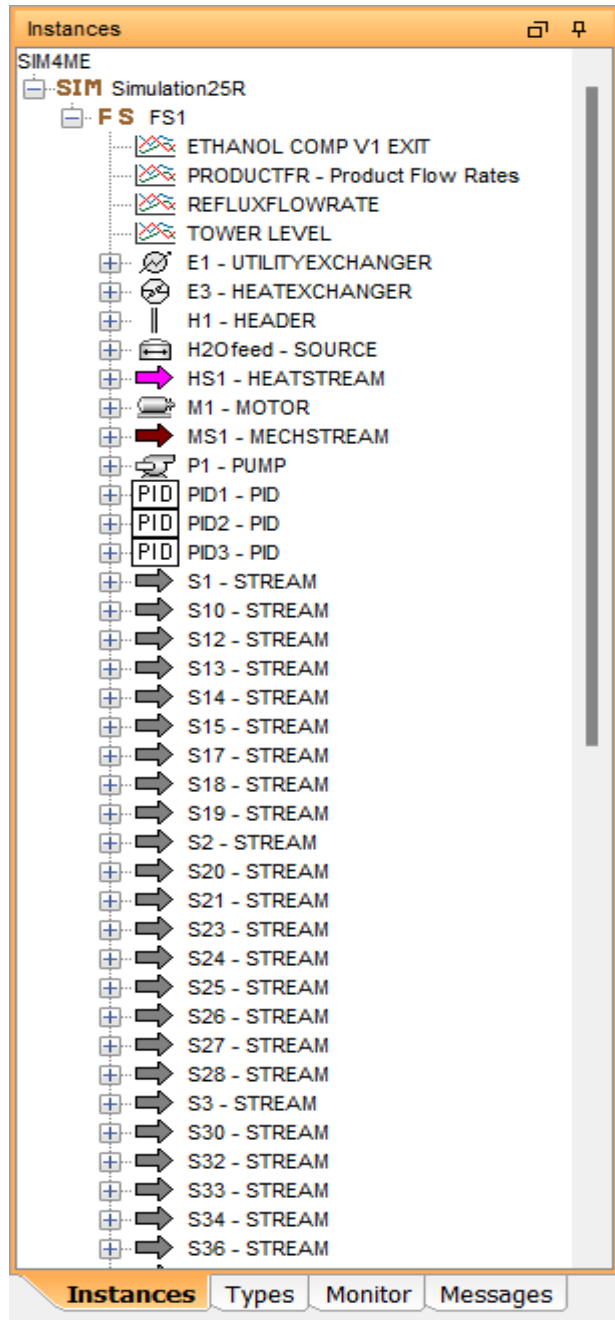 Instances
SIM4ME
SIM Simulation25R
FS FS1
ETHANOL COMP V1 EXIT
PRODUCTFR - Product Flow Rates
REFLUXFLOWRATE
TOWER LEVEL
E1 - UTILITYEXCHANGER
E3 - HEATEXCHANGER
H1 - HEADER
H2Ofeed - SOURCE
HS1 - HEATSTREAM
M1 - MOTOR
MS1 - MECHSTREAM
P1 - PUMP
PID PID1 - PID
PID PID2 - PID
PID PID3 - PID
S1 - STREAM
S10 - STREAM
S12 - STREAM
S13 - STREAM
S14 - STREAM
S15 - STREAM
S17 - STREAM
S18 - STREAM
S19 - STREAM
S2 - STREAM
S20 - STREAM
S21 - STREAM
S23 - STREAM
S24 - STREAM
S25 - STREAM
S26 - STREAM
S27 - STREAM
S28 - STREAM
S3 - STREAM
S30 - STREAM
S32 - STREAM
S33 - STREAM
S34 - STREAM
S36 - STREAM
Instances Types Monitor Messages